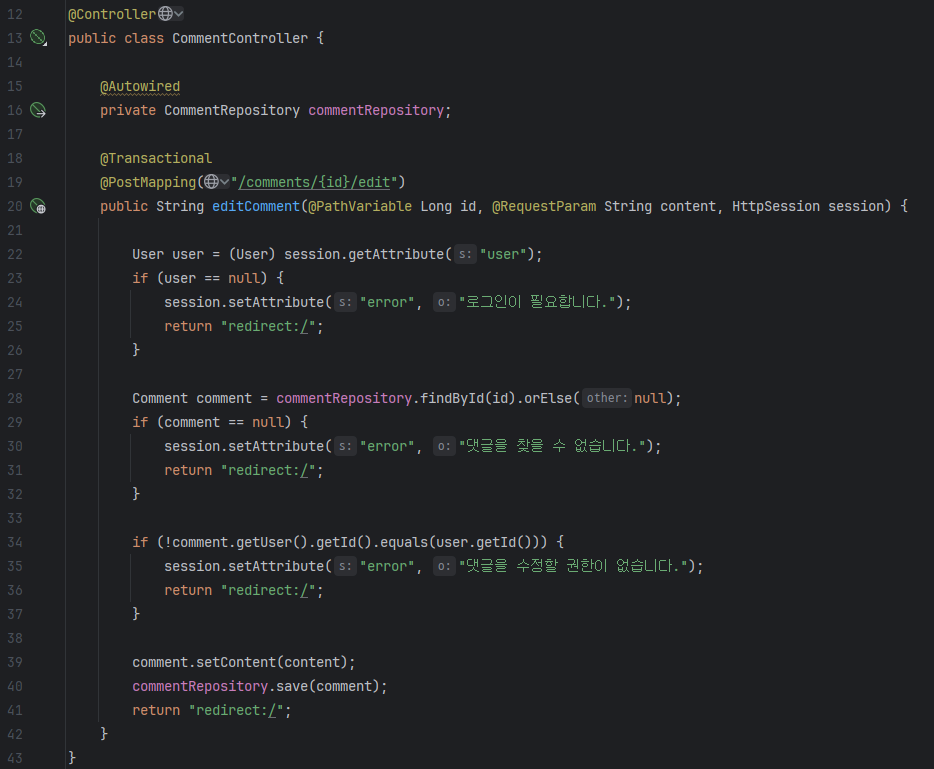 12 @Controller
13 public class CommentController {
14
15 @Autowired
16 private CommentRepository commentRepository;
17
18 @Transactional
19 @PostMapping("/comments/{id}/edit")
20 public String editComment(@PathVariable Long id, @RequestParam String content, HttpSession session) {
21
22 User user = (User) session.getAttribute( s: "user");
23 if (user == null) {
24 session.setAttribute( s: "error", o: "로그인이 필요합니다.");
25 return "redirect:/";
26 }
27
28 Comment comment = commentRepository.findById(id).orElse( other: null);
29 if (comment == null) {
30 session.setAttribute( s: "error", o: "댓글을 찾을 수 없습니다.");
31 return "redirect:/";
32 }
33
34 if (!comment.getUser().getId().equals(user.getId())) {
35 session.setAttribute( s: "error", o: "댓글을 수정할 권한이 없습니다.");
36 return "redirect:/";
37 }
38
39 comment.setContent(content);
40 commentRepository.save(comment);
41 return "redirect:/";
42 }
43 }